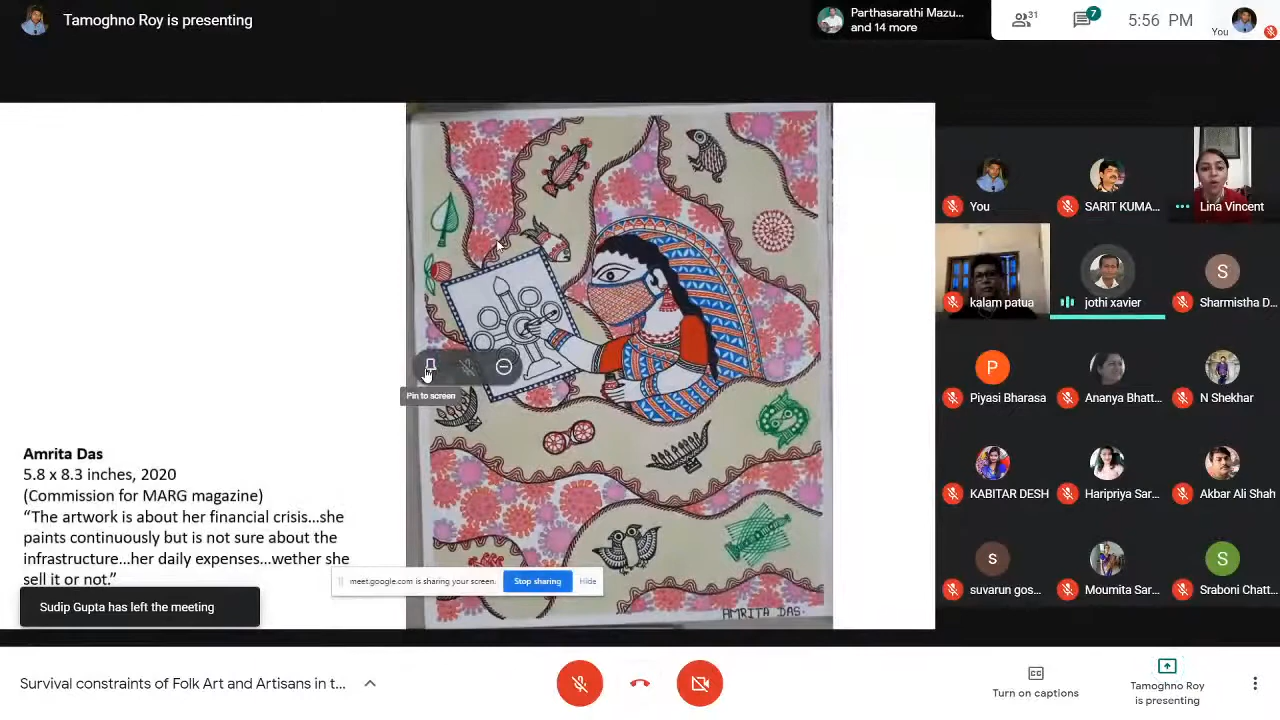 Tamoghno Roy is presenting
Parthasarathi Mazu...
and 14 more
31
7
5:56 PM
You
You
SARIT KUMA...
Lina Vincent
kalam patua
jothi xavier
S
Sharmistha D...
P
Piyasi Bharasa
Ananya Bhatt...
N Shekhar
KABITAR DESH
Haripriya Sar...
Akbar Ali Shah
s
suvarun gos...
Moumita Sar...
S
Sraboni Chatt...
Pin to screen
Amrita Das
5.8 x 8.3 inches, 2020
(Commission for MARG magazine)
“The artwork is about her financial crisis...she
paints continuously but is not sure about the
infrastructure...her daily expenses...wether she
sell it or not.”
AMRITA DAS.
meet.google.com is sharing your screen.
Stop sharing
Hide
Sudip Gupta has left the meeting
Survival constraints of Folk Art and Artisans in t...
CC
Turn on captions
Tamoghno Roy
is presenting